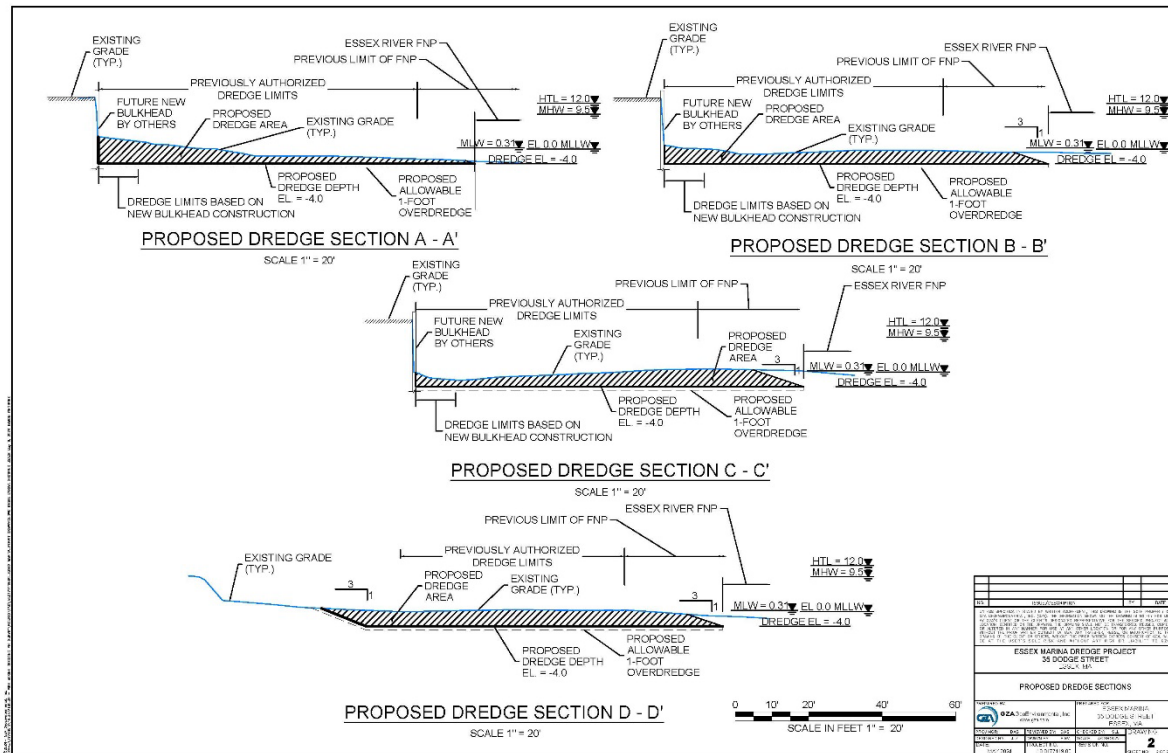 EXISTING
GRADE
(TYP.)
ESSEX RIVER FNP
PREVIOUS LIMIT OF FNP
PREVIOUSLY AUTHORIZED
DREDGE LIMITS
FUTURE NEW
BULKHEAD
BY OTHERS
PROPOSED
DREDGE AREA
EXISTING GRADE
(TYP.)
HTL = 12.0
MHW = 9.5
MLW = 0.31
EL 0.0 MLLW
DREDGE EL = -4.0
DREDGE LIMITS BASED ON
NEW BULKHEAD CONSTRUCTION
PROPOSED
DREDGE DEPTH
EL. = -4.0
PROPOSED
ALLOWABLE
1-FOOT
OVERDREDGE
PROPOSED DREDGE SECTION A - A'
SCALE 1" = 20'
EXISTING
GRADE
(TYP.)
ESSEX RIVER FNP
PREVIOUS LIMIT OF FNP
PREVIOUSLY AUTHORIZED
DREDGE LIMITS
FUTURE NEW
BULKHEAD
BY OTHERS
PROPOSED
DREDGE AREA
EXISTING GRADE
(TYP.)
3
1
HTL = 12.0
MHW = 9.5
MLW = 0.31
EL 0.0 MLLW
DREDGE EL = -4.0
DREDGE LIMITS BASED ON
NEW BULKHEAD CONSTRUCTION
PROPOSED
DREDGE DEPTH
EL. = -4.0
PROPOSED
ALLOWABLE
1-FOOT
OVERDREDGE
PROPOSED DREDGE SECTION B - B'
SCALE 1" = 20'
EXISTING
GRADE
(TYP.)
PREVIOUS LIMIT OF FNP
ESSEX RIVER FNP
PREVIOUSLY AUTHORIZED
DREDGE LIMITS
FUTURE NEW
BULKHEAD
BY OTHERS
EXISTING
GRADE
(TYP.)
PROPOSED
DREDGE
AREA
3
1
HTL = 12.0
MHW = 9.5
MLW = 0.31
EL 0.0 MLLW
DREDGE EL = -4.0
DREDGE LIMITS BASED ON
NEW BULKHEAD CONSTRUCTION
PROPOSED
DREDGE DEPTH
EL. = -4.0
PROPOSED
ALLOWABLE
1-FOOT
OVERDREDGE
PROPOSED DREDGE SECTION C - C'
SCALE 1" = 20'
ESSEX RIVER FNP
PREVIOUS LIMIT OF FNP
EXISTING GRADE
(TYP.)
PREVIOUSLY AUTHORIZED
DREDGE LIMITS
3
1
PROPOSED
DREDGE
AREA
EXISTING
GRADE (TYP.)
3
1
HTL = 12.0
MHW = 9.5
MLW = 0.31
EL 0.0 MLLW
DREDGE EL = -4.0
PROPOSED
DREDGE DEPTH
EL. = -4.0
PROPOSED
ALLOWABLE
1-FOOT
OVERDREDGE
PROPOSED DREDGE SECTION D - D'
SCALE 1" = 20'
0 10' 20' 40' 60'
SCALE IN FEET 1" = 20'
ESSEX MARINA DREDGE PROJECT
35 DODGE STREET
ESSEX, MA
PROPOSED DREDGE SECTIONS
GZA
ESSEX MARINA
35 DODGE STREET
ESSEX, MA
DRAWING
2